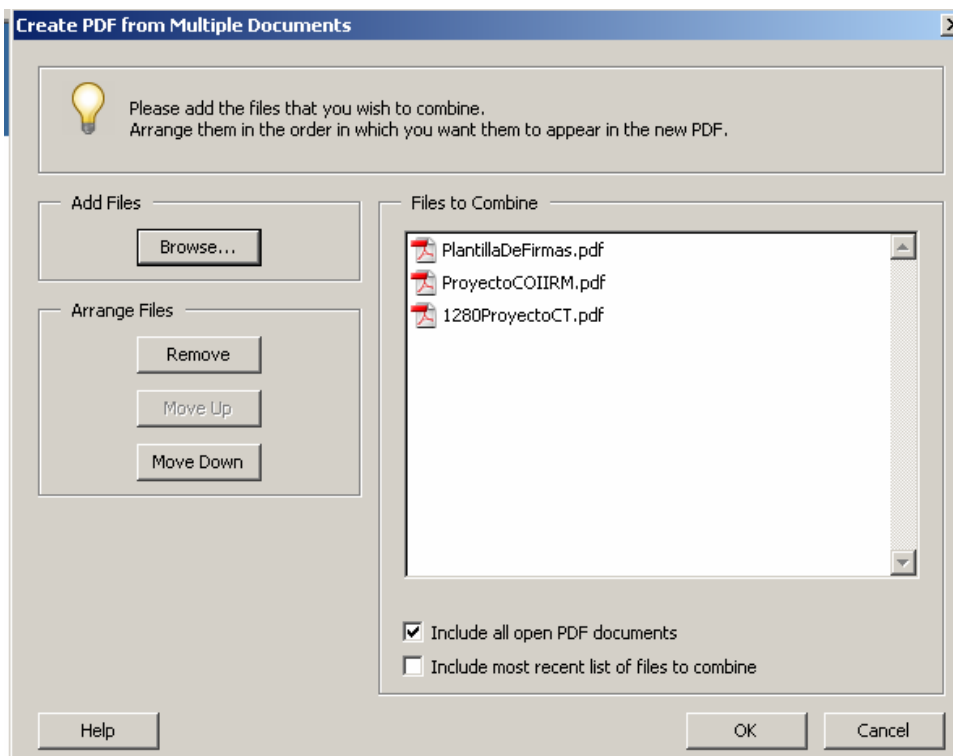 Create PDF from Multiple Documents
Please add the files that you wish to combine.
Arrange them in the order in which you want them to appear in the new PDF.
Add Files
Browse...
Arrange Files
Remove
Move Up
Move Down
Files to Combine
PlantillaDeFirmas.pdf
ProyectoCOIIRM.pdf
1280ProyectoCT.pdf
Include all open PDF documents
Include most recent list of files to combine
Help
OK
Cancel